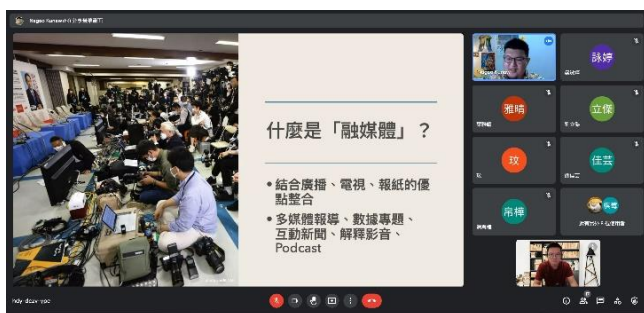 什麼是「融媒體」？
•結合廣播、電視、報紙的優
點整合
•多媒體報導、數據專題、
互動新聞、解釋影音、
Podcast
詠婷
雅晴
立傑
玟
佳芸
帛樺